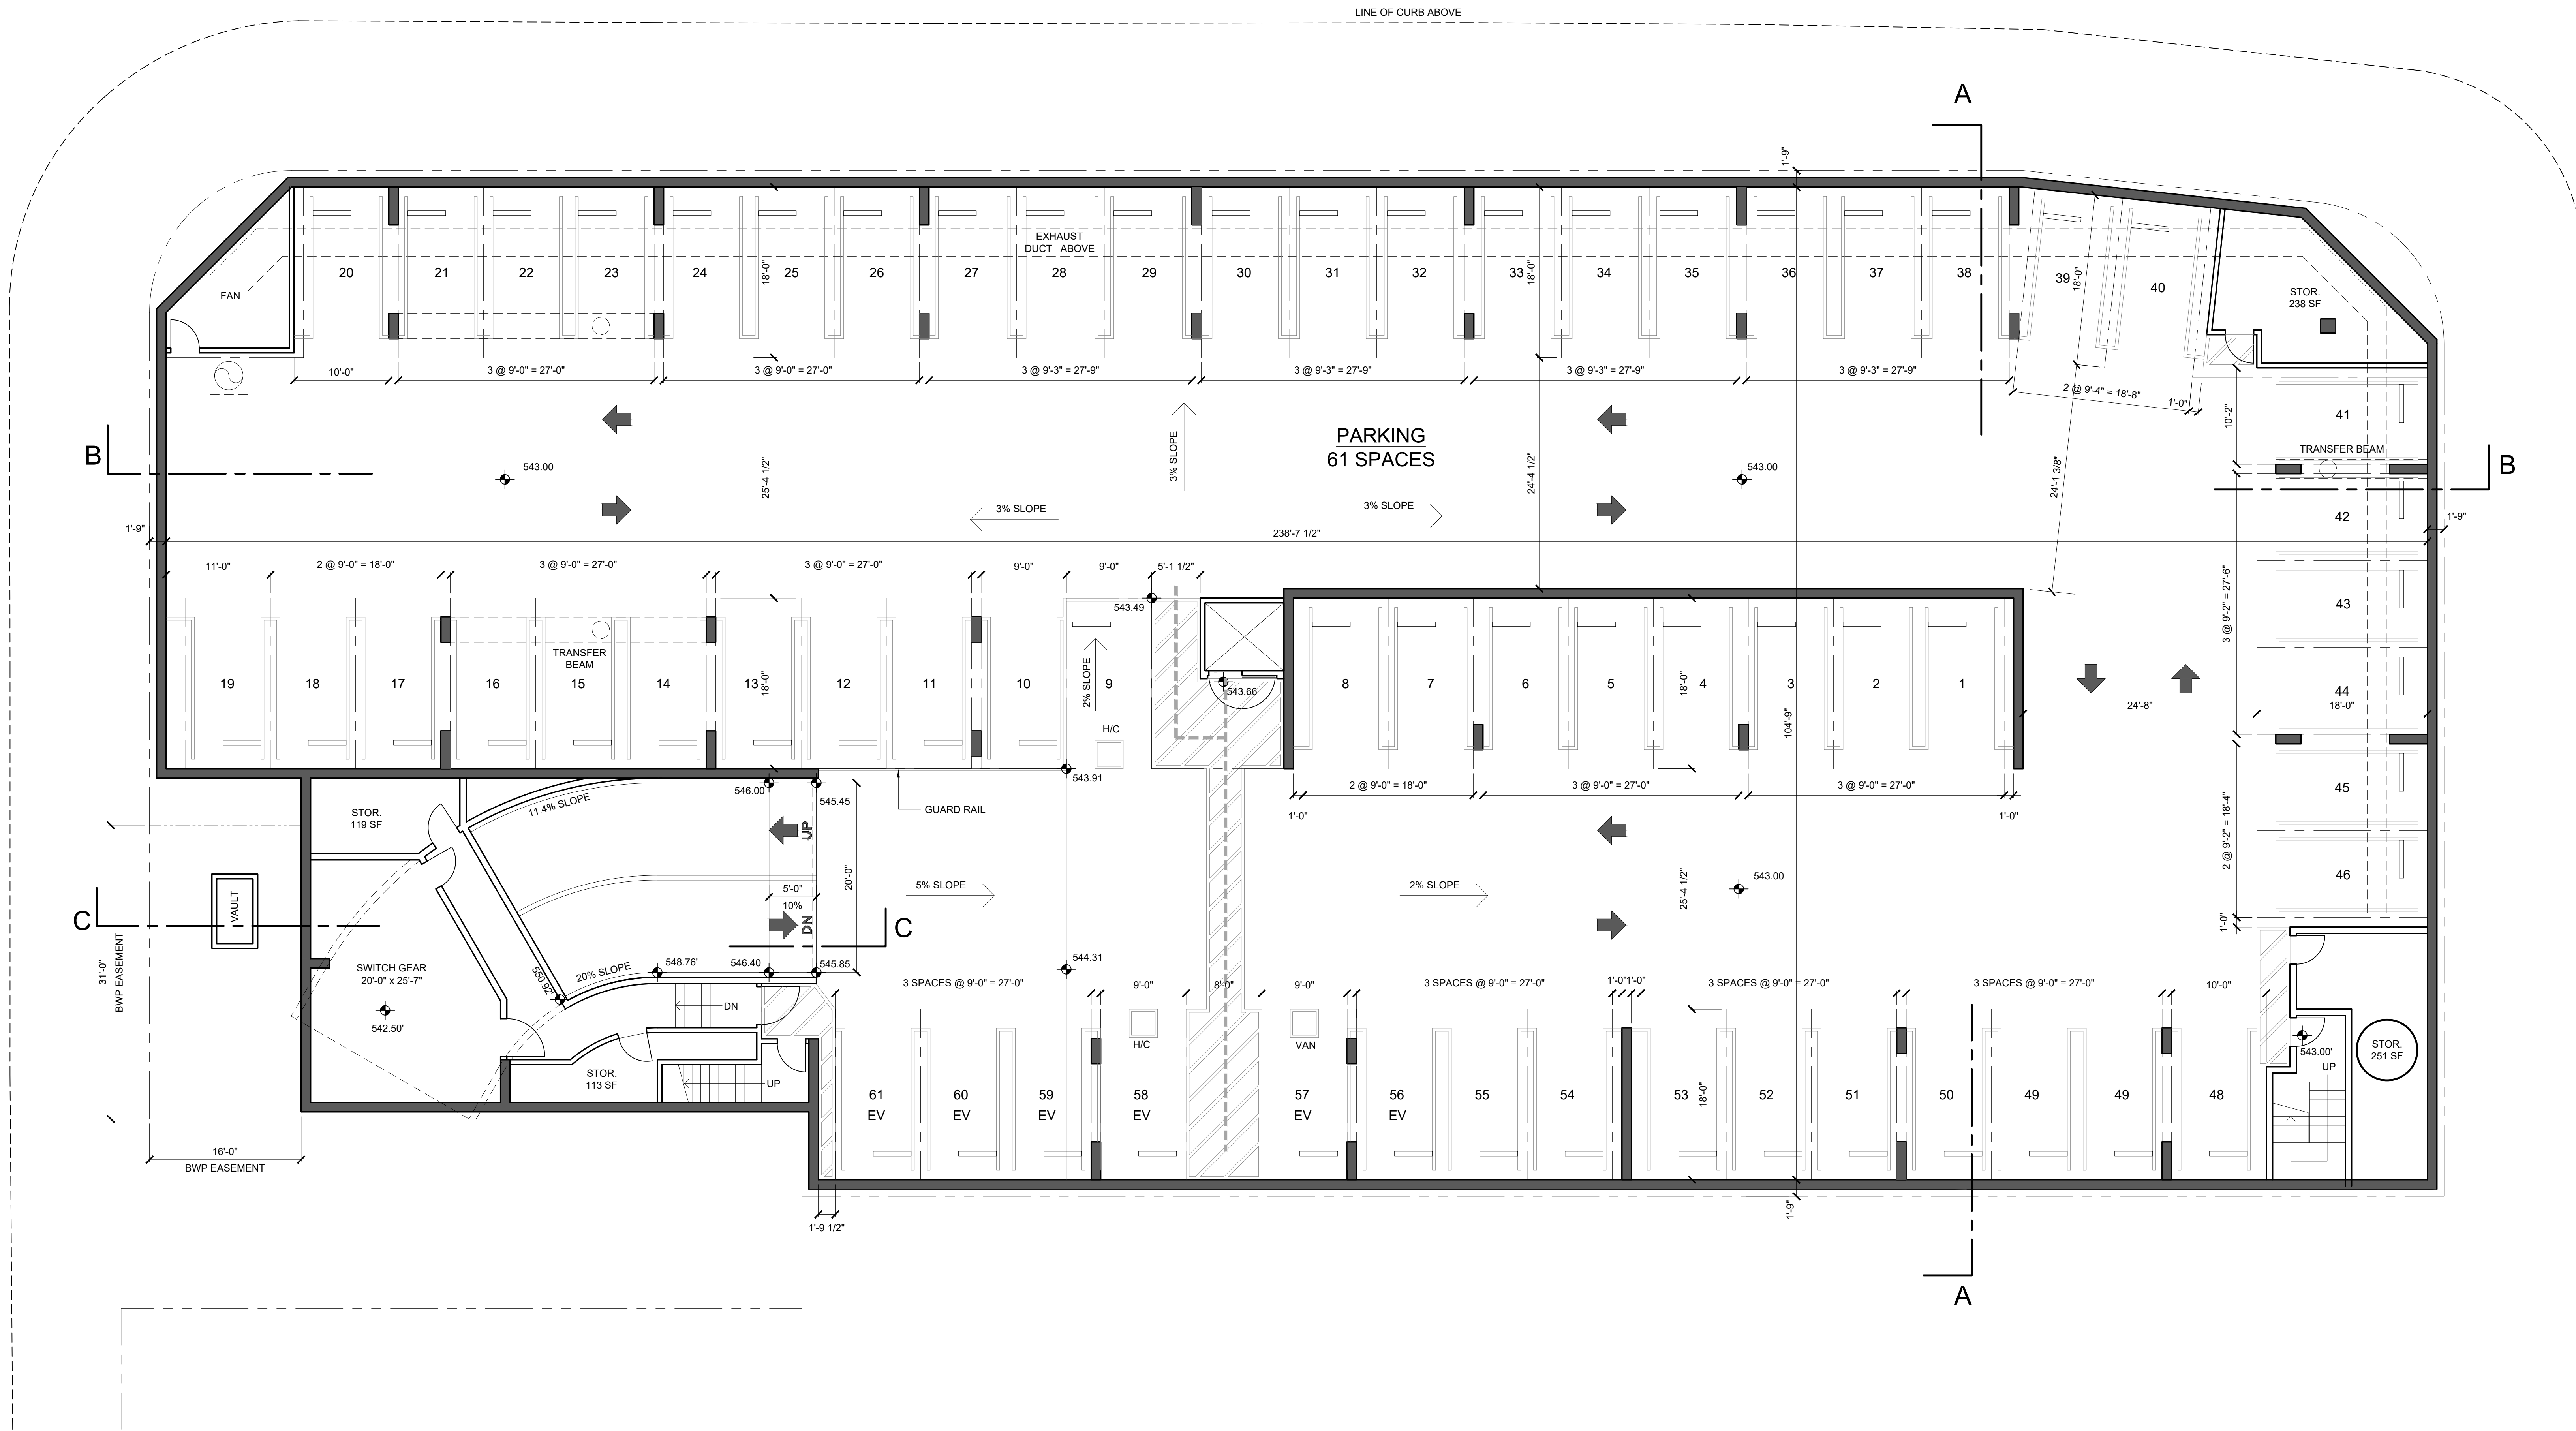 LINE OF CURB ABOVE
A
1'-9"
EXHAUST
DUCT ABOVE
20
21
22
23
24
25
26
27
28
29
30
31
32
33
34
35
36
37
38
39
40
18'-0"
18'-0"
18'-0"
FAN
STOR.
238 SF
10'-0"
3 @ 9'-0" = 27'-0"
3 @ 9'-0" = 27'-0"
3 @ 9'-3" = 27'-9"
3 @ 9'-3" = 27'-9"
3 @ 9'-3" = 27'-9"
3 @ 9'-3" = 27'-9"
2 @ 9'-4" = 18'-8"
1'-0"
10'-2"
41
TRANSFER BEAM
B
543.00
25'-4 1/2"
3% SLOPE
PARKING
61 SPACES
24'-4 1/2"
543.00
24'-1 3/8"
B
3% SLOPE
3% SLOPE
42
1'-9"
238'-7 1/2"
1'-9"
11'-0"
2 @ 9'-0" = 18'-0"
3 @ 9'-0" = 27'-0"
3 @ 9'-0" = 27'-0"
9'-0"
9'-0"
5'-1 1/2"
543.49
3 @ 9'-2" = 27'-6"
43
TRANSFER
BEAM
19
18
17
16
15
14
13
18'-0"
12
11
10
9
2% SLOPE
H/C
543.66
8
7
6
5
4
18'-0"
3
104'-9"
2
1
44
24'-8"
18'-0"
543.91
546.00
545.45
2 @ 9'-0" = 18'-0"
3 @ 9'-0" = 27'-0"
3 @ 9'-0" = 27'-0"
1'-0"
1'-0"
45
STOR.
119 SF
11.4% SLOPE
GUARD RAIL
UP
20'-0"
5'-0"
10%
DN
5% SLOPE
2% SLOPE
25'-4 1/2"
543.00
2 @ 9'-2" = 18'-4"
46
1'-0"
C
VAULT
C
31'-0"
BWP EASEMENT
SWITCH GEAR
20'-0" x 25'-7"
542.50'
550.92'
20% SLOPE
548.76'
546.40
545.85
544.31
3 SPACES @ 9'-0" = 27'-0"
9'-0"
8'-0"
9'-0"
3 SPACES @ 9'-0" = 27'-0"
1'-0"
1'-0"
3 SPACES @ 9'-0" = 27'-0"
3 SPACES @ 9'-0" = 27'-0"
10'-0"
DN
H/C
VAN
543.00'
UP
STOR.
251 SF
STOR.
113 SF
UP
61
EV
60
EV
59
EV
58
EV
57
EV
56
EV
55
54
53
18'-0"
52
51
50
49
49
48
16'-0"
BWP EASEMENT
1'-9 1/2"
1'-9"
A